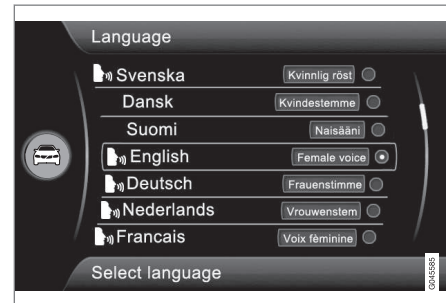 Language
Svenska Kvinnlig röst
Dansk Kvindestemme
Suomi Naisääni
English Female voice
Deutsch Frauenstimme
Nederlands Vrouwenstem
Francais Voix fèminine
Select language
G045585